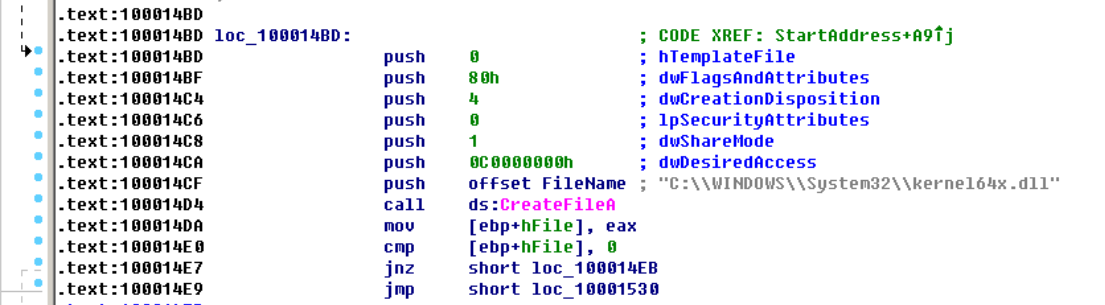 .text:100014BD
.text:100014BD loc_100014BD: ; CODE XREF: StartAddress+A9↑j
.text:100014BD push 0 ; hTemplateFile
.text:100014BF push 80h ; dwFlagsAndAttributes
.text:100014C4 push 4 ; dwCreationDisposition
.text:100014C6 push 0 ; lpSecurityAttributes
.text:100014C8 push 1 ; dwShareMode
.text:100014CA push 0C0000000h ; dwDesiredAccess
.text:100014CF push offset FileName ; "C:\\WINDOWS\\System32\\kernel64x.dll"
.text:100014D4 call ds:CreateFileA
.text:100014DA mov [ebp+hFile], eax
.text:100014E0 cmp [ebp+hFile], 0
.text:100014E7 jnz short loc_100014EB
.text:100014E9 jmp short loc_10001530